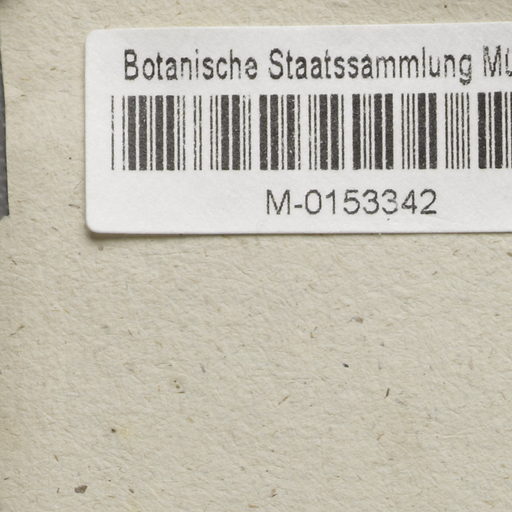 Botanische Staatssammlung
M-0153342